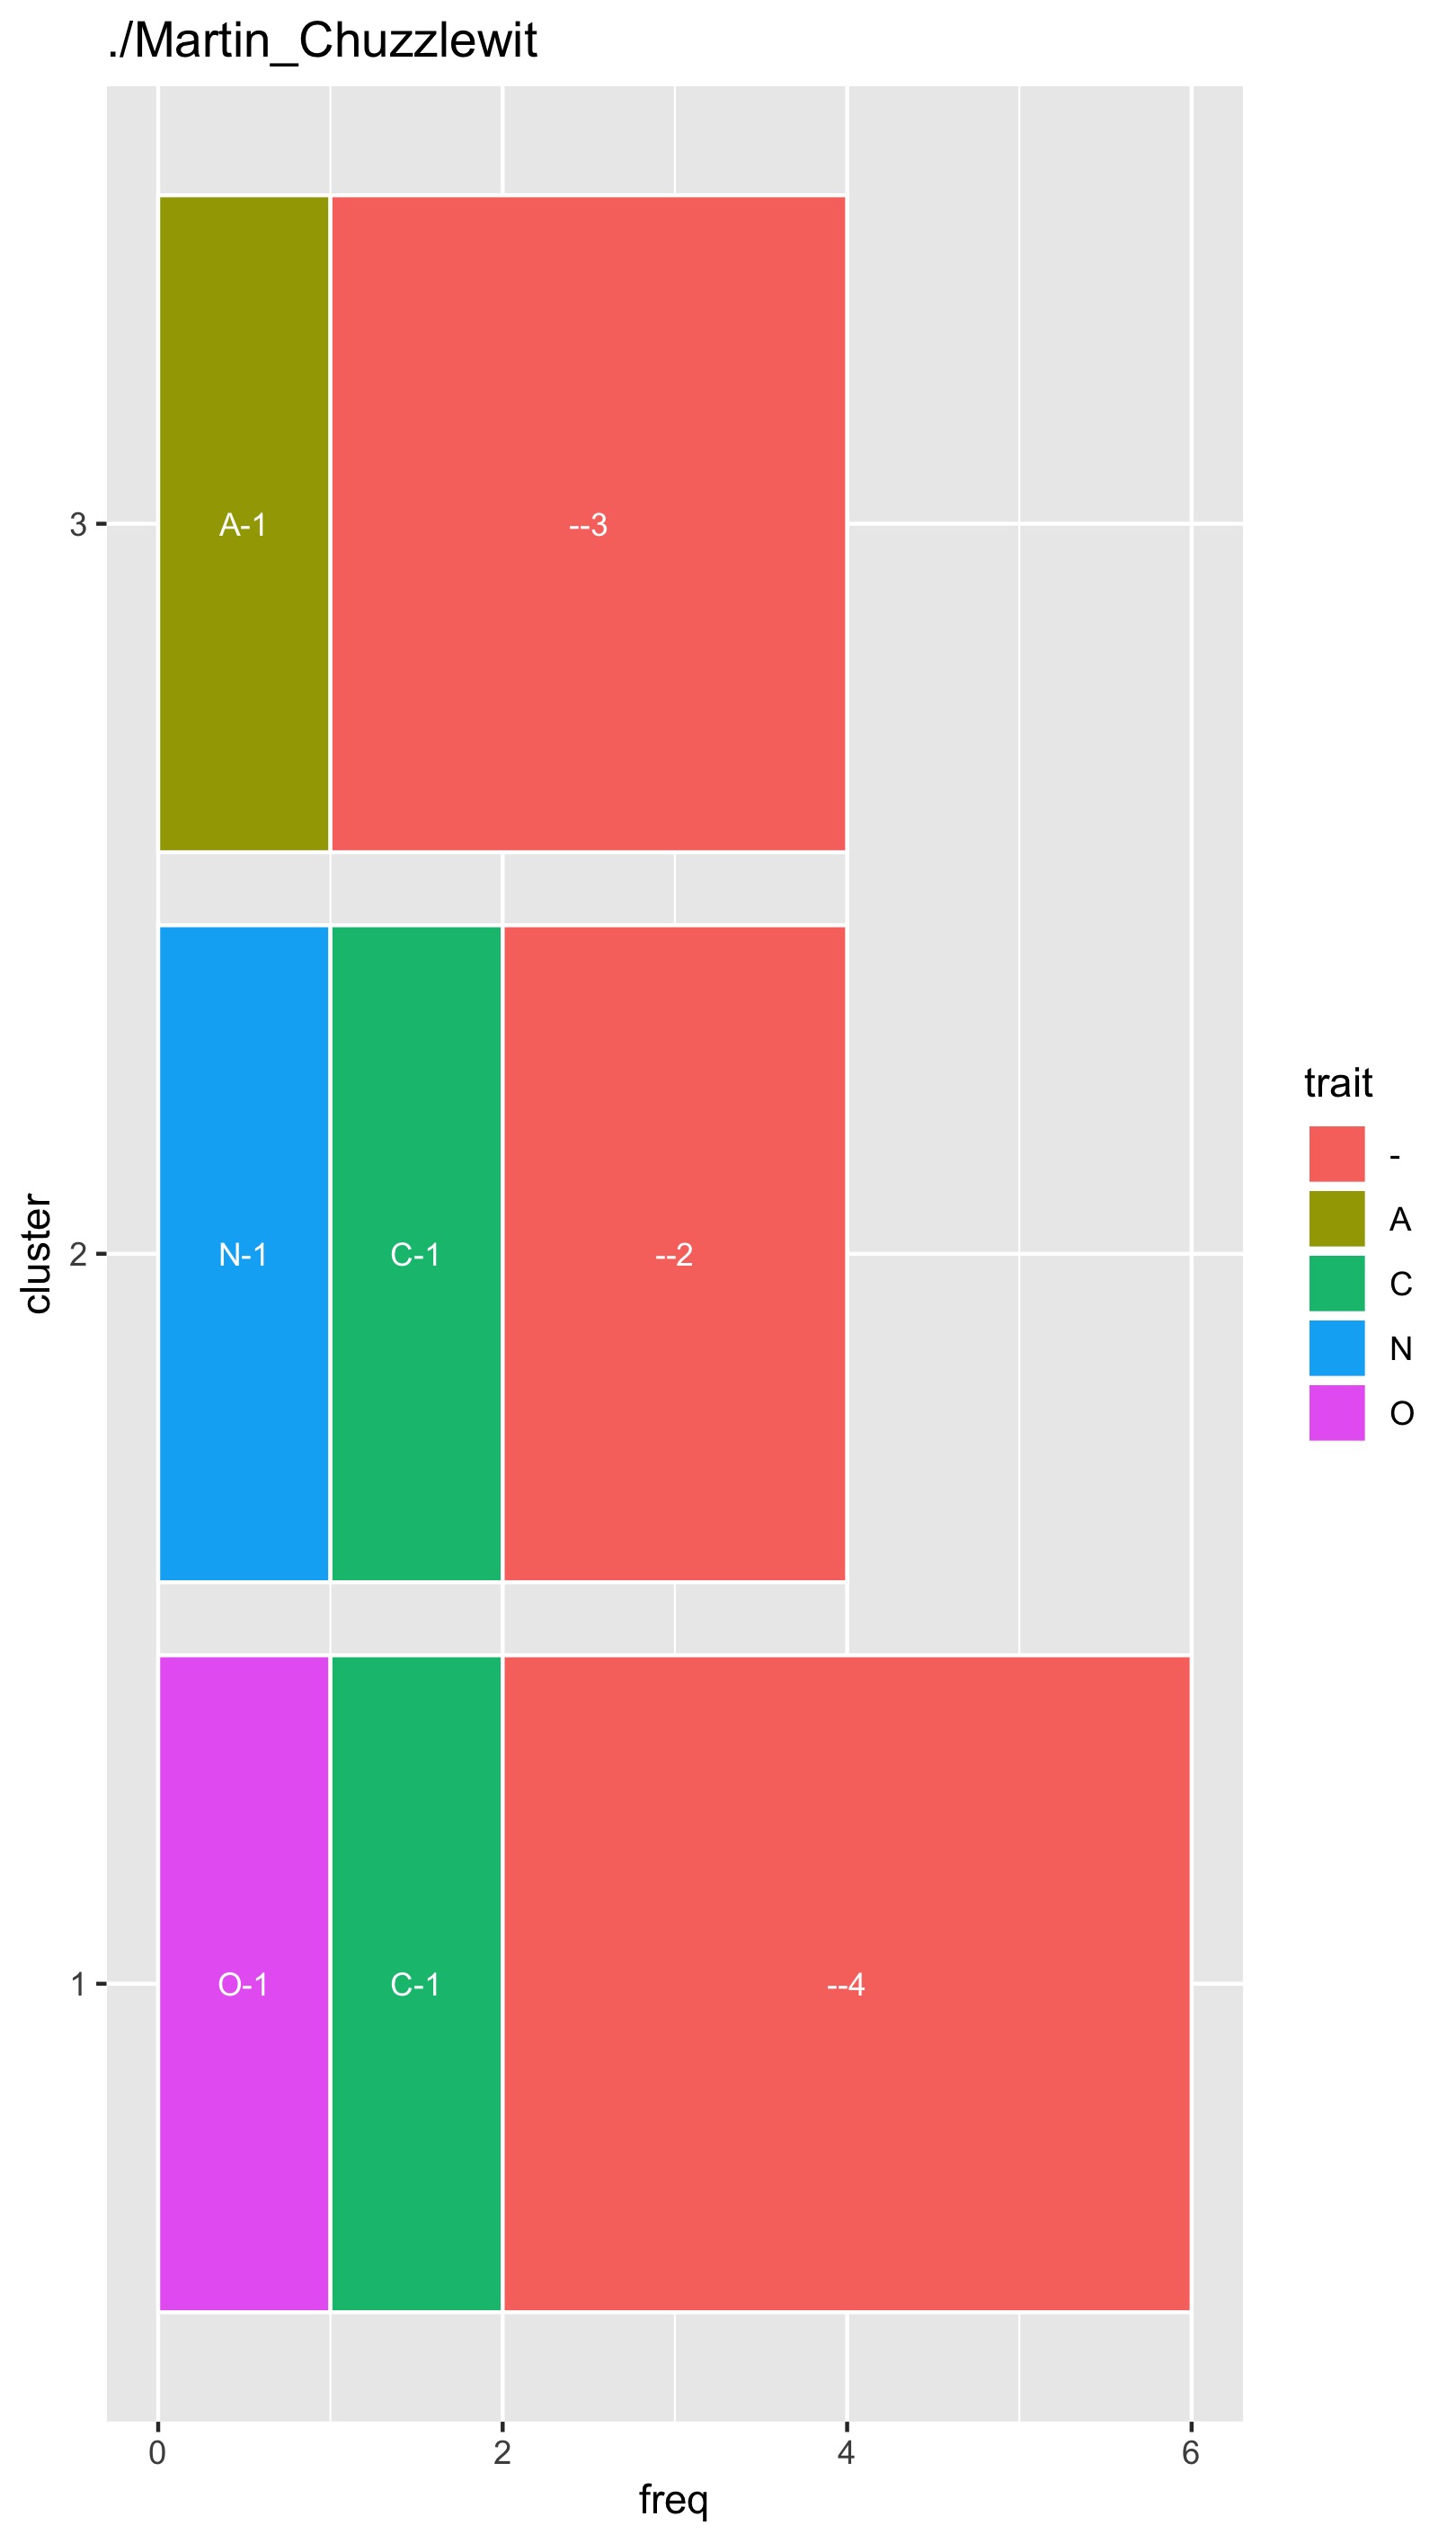 ./Martin_Chuzzlewit
3
A-1
--3
2
N-1
C-1
--2
1
O-1
C-1
--4
0
2
4
6
freq
cluster
trait
-
A
C
N
O